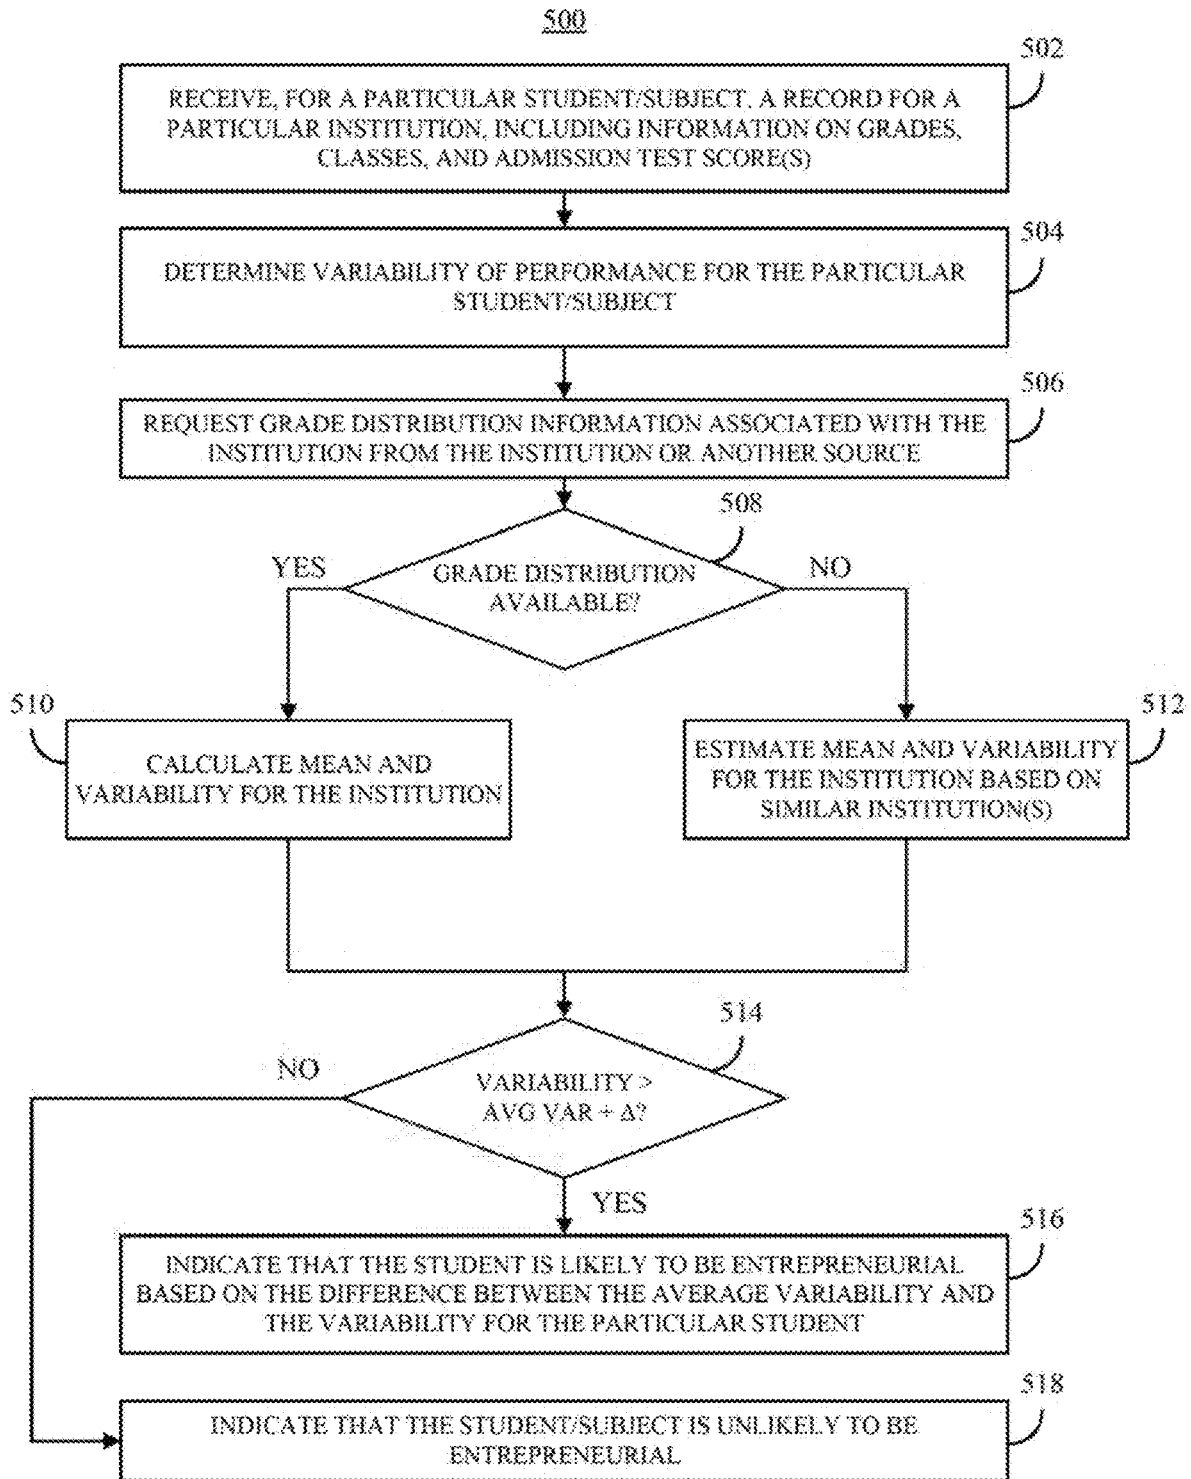 500
502
RECEIVE, FOR A PARTICULAR STUDENT/SUBJECT, A RECORD FOR A
PARTICULAR INSTITUTION, INCLUDING INFORMATION ON GRADES,
CLASSES, AND ADMISSION TEST SCORE(S)
504
DETERMINE VARIABILITY OF PERFORMANCE FOR THE PARTICULAR
STUDENT/SUBJECT
506
REQUEST GRADE DISTRIBUTION INFORMATION ASSOCIATED WITH THE
INSTITUTION FROM THE INSTITUTION OR ANOTHER SOURCE
508
YES
GRADE DISTRIBUTION
AVAILABLE?
NO
510
CALCULATE MEAN AND
VARIABILITY FOR THE INSTITUTION
512
ESTIMATE MEAN AND VARIABILITY
FOR THE INSTITUTION BASED ON
SIMILAR INSTITUTION(S)
514
NO
VARIABILITY >
AVG VAR + Δ?
YES
516
INDICATE THAT THE STUDENT IS LIKELY TO BE ENTREPRENEURIAL
BASED ON THE DIFFERENCE BETWEEN THE AVERAGE VARIABILITY AND
THE VARIABILITY FOR THE PARTICULAR STUDENT
518
INDICATE THAT THE STUDENT/SUBJECT IS UNLIKELY TO BE
ENTREPRENEURIAL